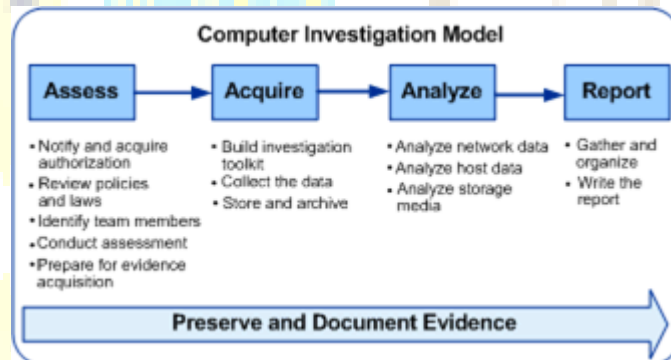 Computer Investigation Model
Assess
Acquire
Analyze
Report
• Notify and acquire
authorization
• Review policies
and laws
• Identify team members
• Conduct assessment
• Prepare for evidence
acquisition
• Build investigation
toolkit
• Collect the data
• Store and archive
• Analyze network data
• Analyze host data
• Analyze storage
media
• Gather and
organize
• Write the
report
Preserve and Document Evidence